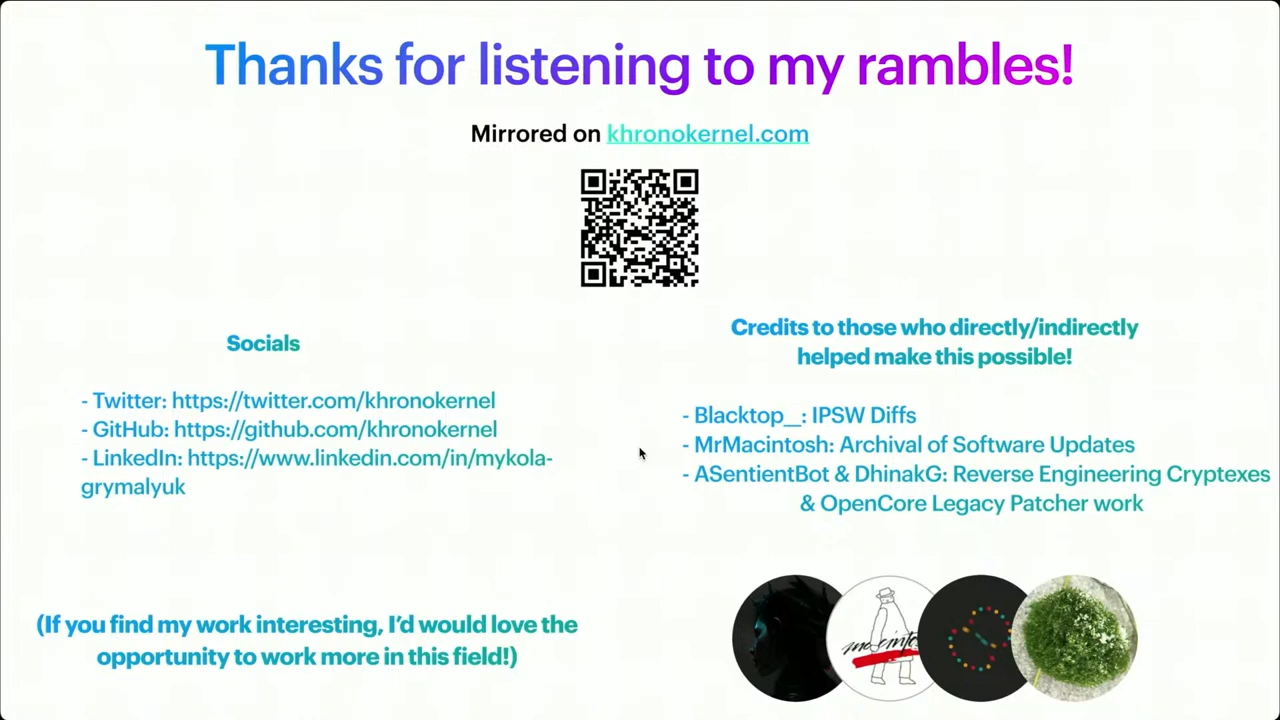 Thanks for listening to my rambles!
Mirrored on khronokernel.com
Socials
- Twitter: https://twitter.com/khronokernel
- GitHub: https://github.com/khronokernel
- LinkedIn: https://www.linkedin.com/in/mykola-
grymalyuk
(If you find my work interesting, I’d would love the
opportunity to work more in this field!)
Credits to those who directly/indirectly
helped make this possible!
- Blacktop__: IPSW Diffs
- MrMacintosh: Archival of Software Updates
- ASentientBot & DhinakG: Reverse Engineering Cryptexes
& OpenCore Legacy Patcher work